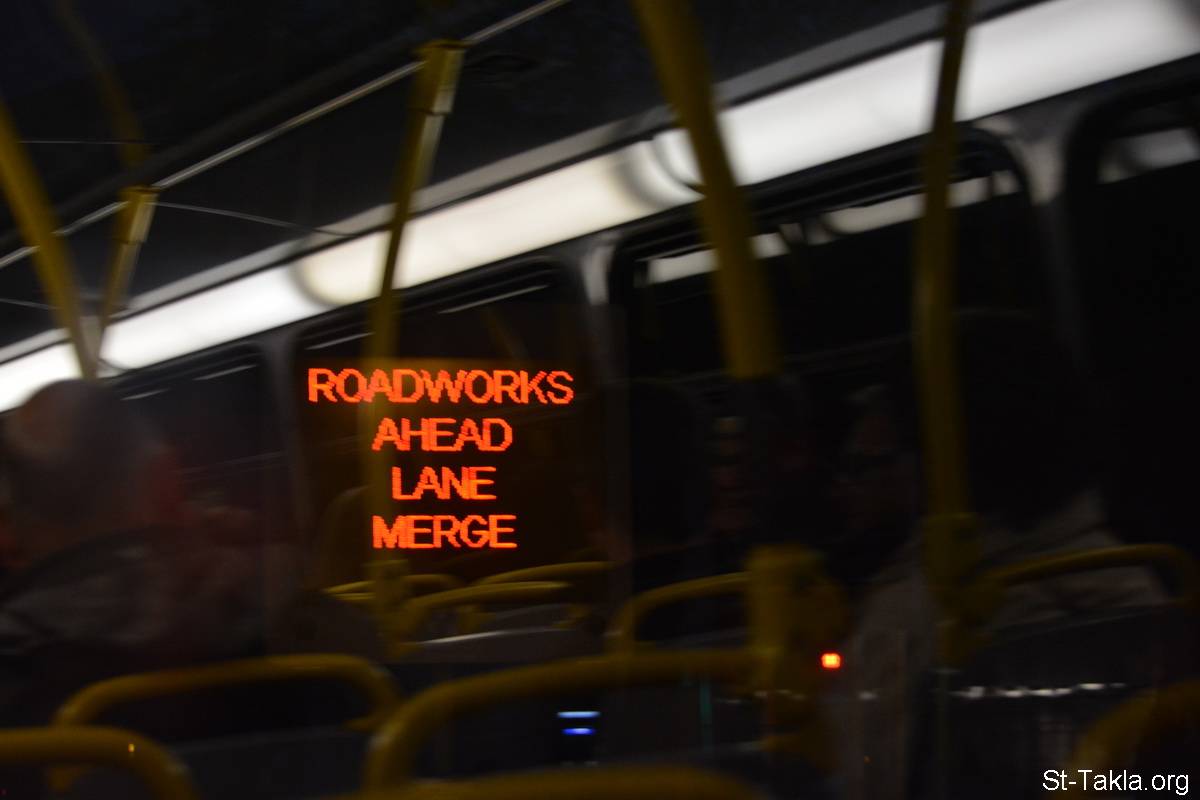 ROADWORKS
AHEAD
LANE
MERGE
St-Takla.org